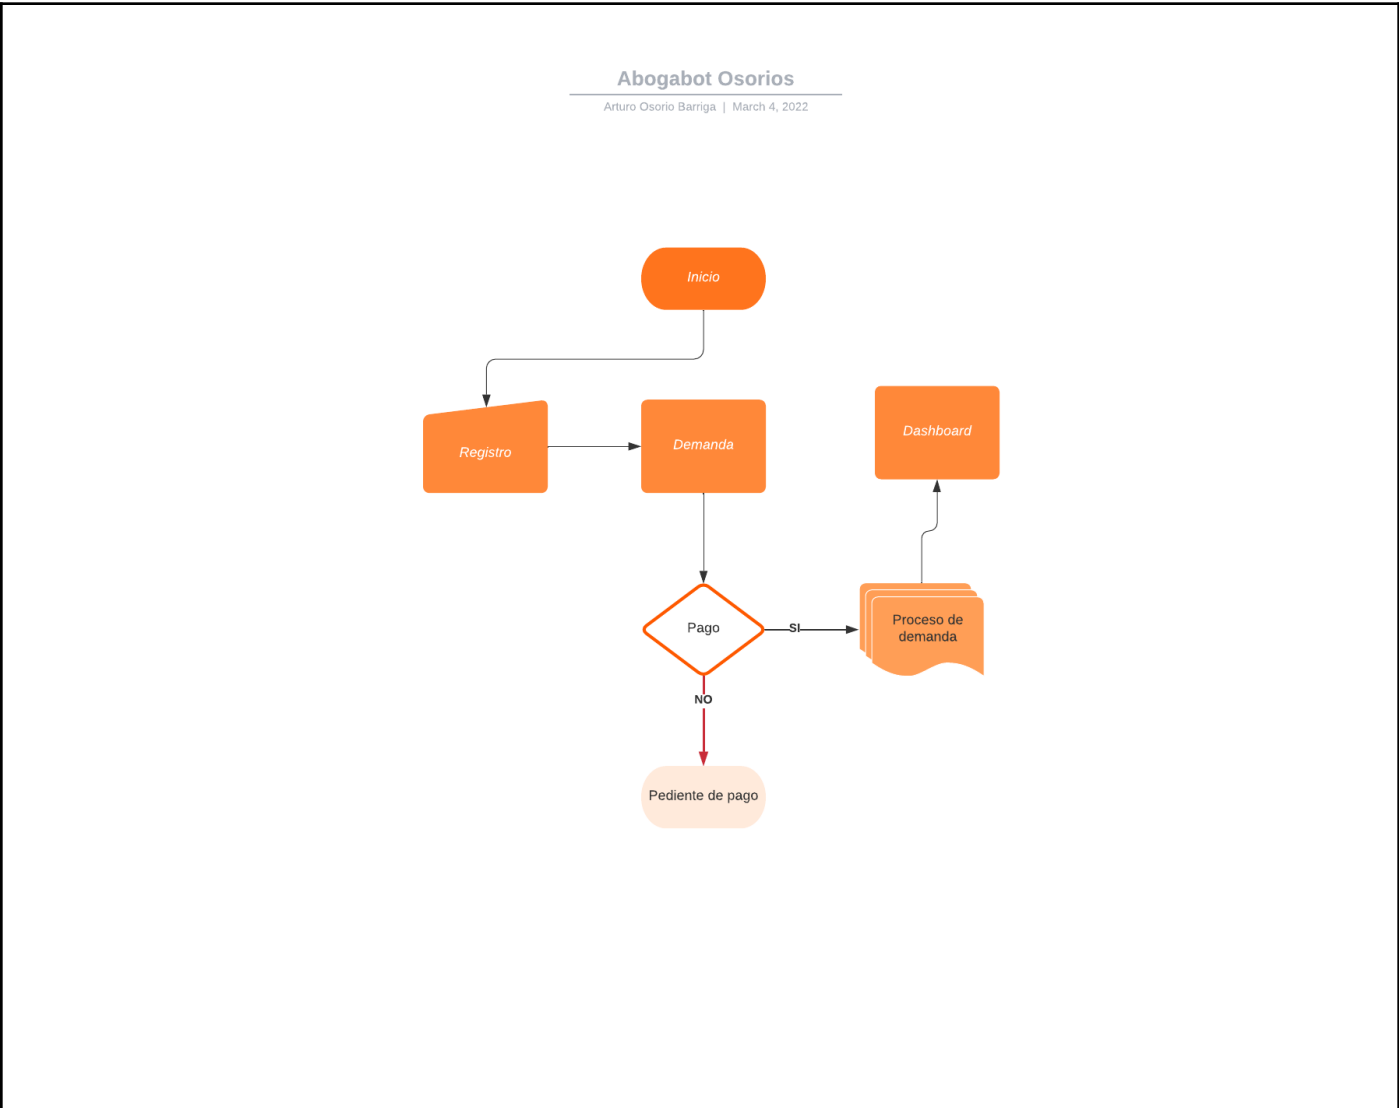 Abogabot Osorios
Arturo Osorio Barriga | March 4, 2022
Inicio
Registro
Demanda
Dashboard
Pago
SI
Proceso de
demanda
NO
Pediente de pago